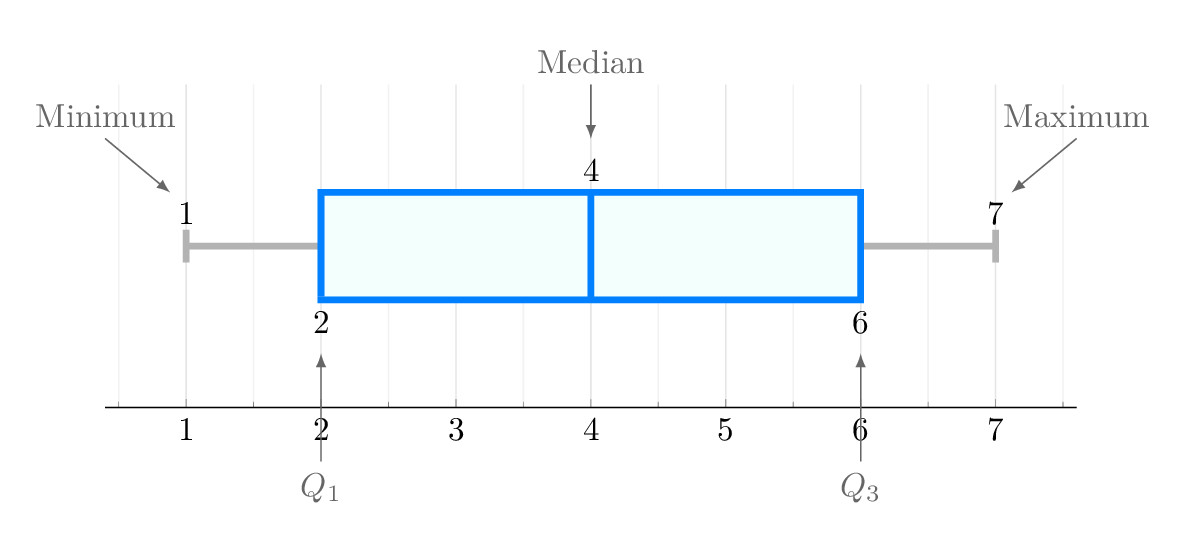 Median
Minimum
Maximum
4
1
7
2
6
1 2 3 4 5 6 7
Q₁
Q₃